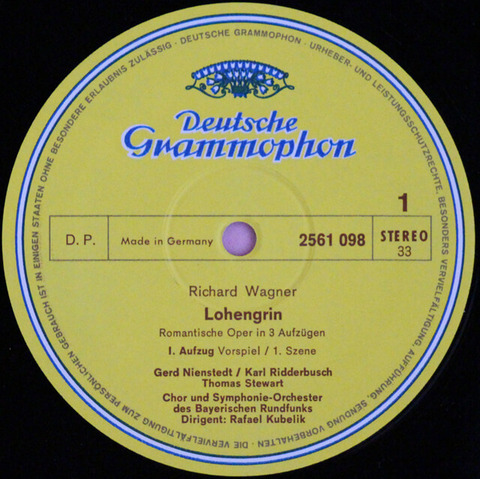 DEUTSCHE GRAMMOPHON · URHEBER- UND LEISTUNGSSCHUTZRECHTE, BESONDERS VERVIELFÄLTIGUNG, AUFFÜHRUNG, SENDUNG VORBEHALTEN · DIE VERVIELFÄLTIGUNG ZUM PERSÖNLICHEN GEBRAUCH IST IN EINIGEN STAATEN OHNE BESONDERE ERLAUBNIS ZULÄSSIG ·
Deutsche
Grammophon
1
D. P. Made in Germany 2561 098 STEREO
33
Richard Wagner
Lohengrin
Romantische Oper in 3 Aufzügen
I. Aufzug Vorspiel / 1. Szene
Gerd Nienstedt / Karl Ridderbusch
Thomas Stewart
Chor und Symphonie-Orchester
des Bayerischen Rundfunks
Dirigent: Rafael Kubelik